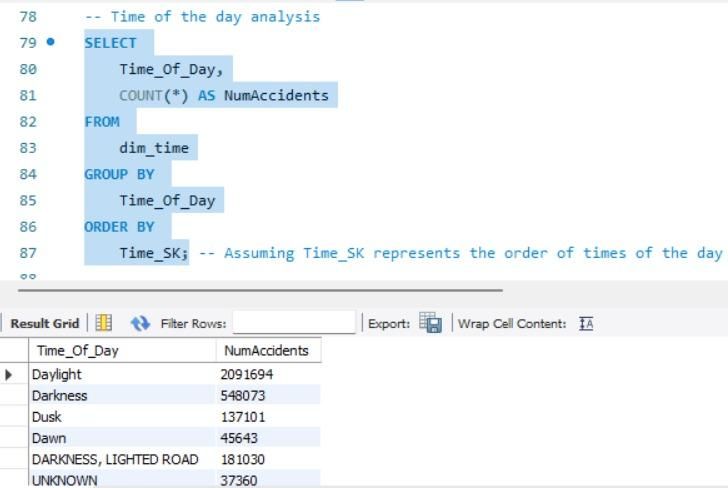 78 -- Time of the day analysis
79 SELECT
80 Time_Of_Day,
81 COUNT(*) AS NumAccidents
82 FROM
83 dim_time
84 GROUP BY
85 Time_Of_Day
86 ORDER BY
87 Time_SK; -- Assuming Time_SK represents the order of times of the day
88
Result Grid Filter Rows: Export: Wrap Cell Content: IA
Time_Of_Day NumAccidents
Daylight 2091694
Darkness 548073
Dusk 137101
Dawn 45643
DARKNESS, LIGHTED ROAD 181030
UNKNOWN 37360